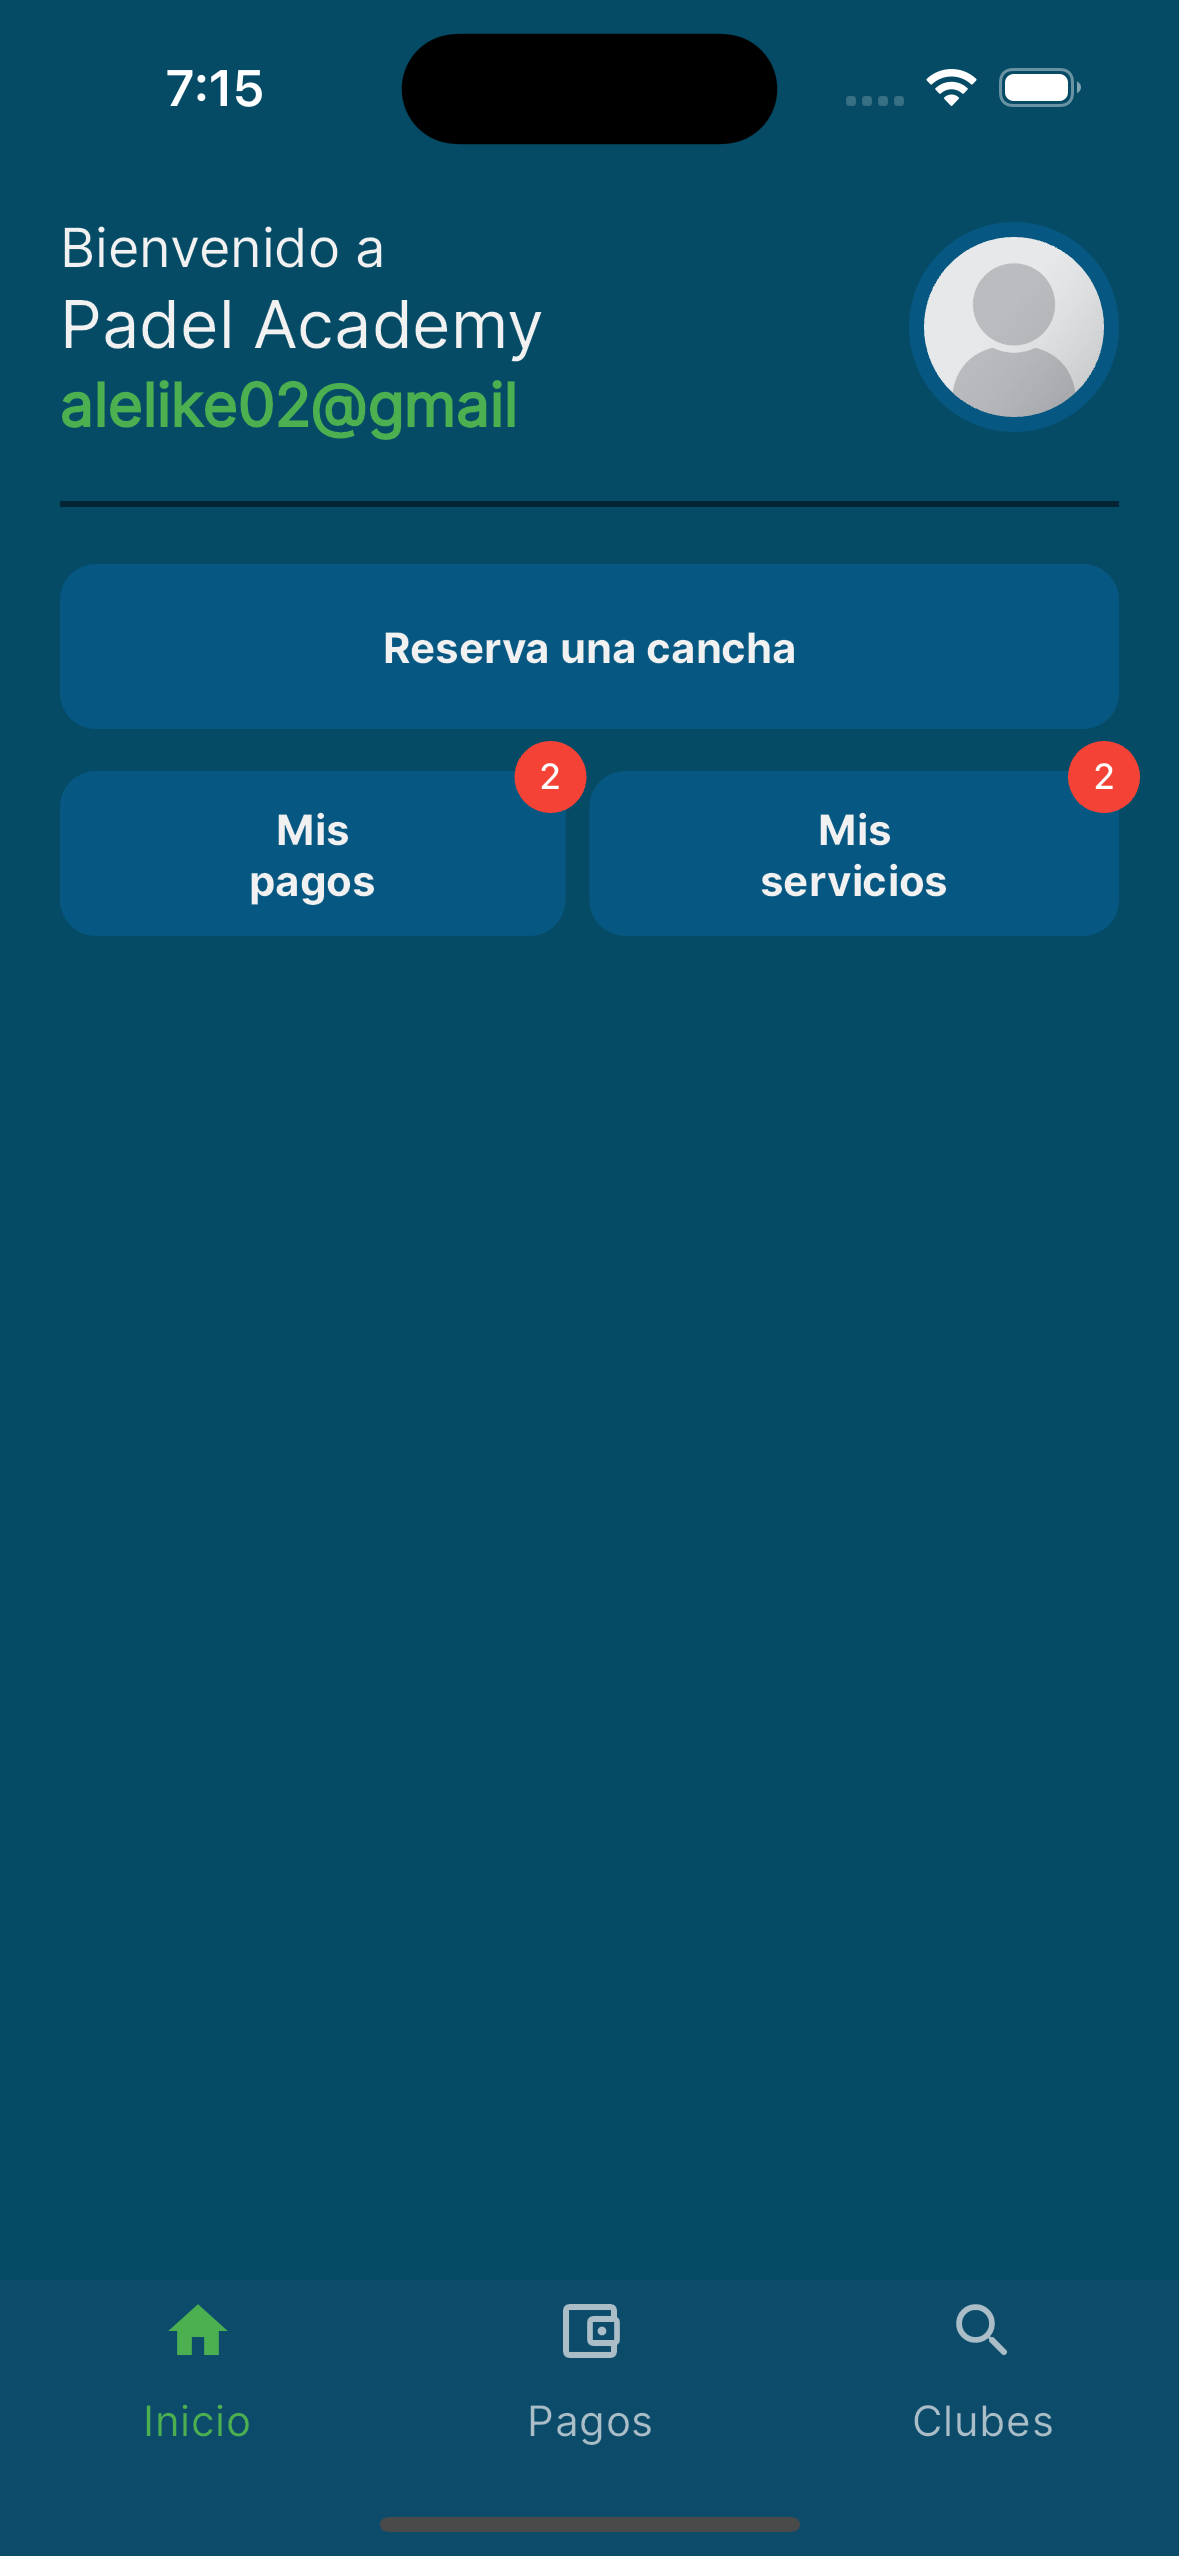 7:15
Bienvenido a
Padel Academy
alelike02@gmail
Reserva una cancha
2
2
Mis
pagos
Mis
servicios
Inicio
Pagos
Clubes